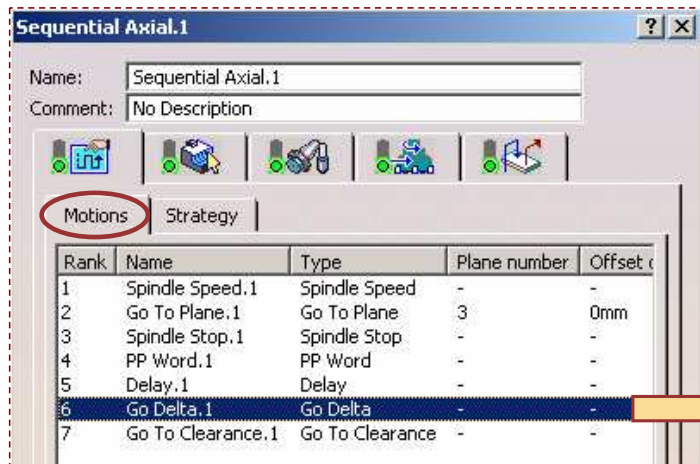 Sequential Axial.1 ? X
Name: Sequential Axial.1
Comment: No Description
Motions Strategy
Rank Name Type Plane number Offset
1 Spindle Speed.1 Spindle Speed - -
2 Go To Plane.1 Go To Plane 3 0mm
3 Spindle Stop.1 Spindle Stop - -
4 PP Word.1 PP Word - -
5 Delay.1 Delay - -
6 Go Delta.1 Go Delta - -
7 Go To Clearance.1 Go To Clearance - -